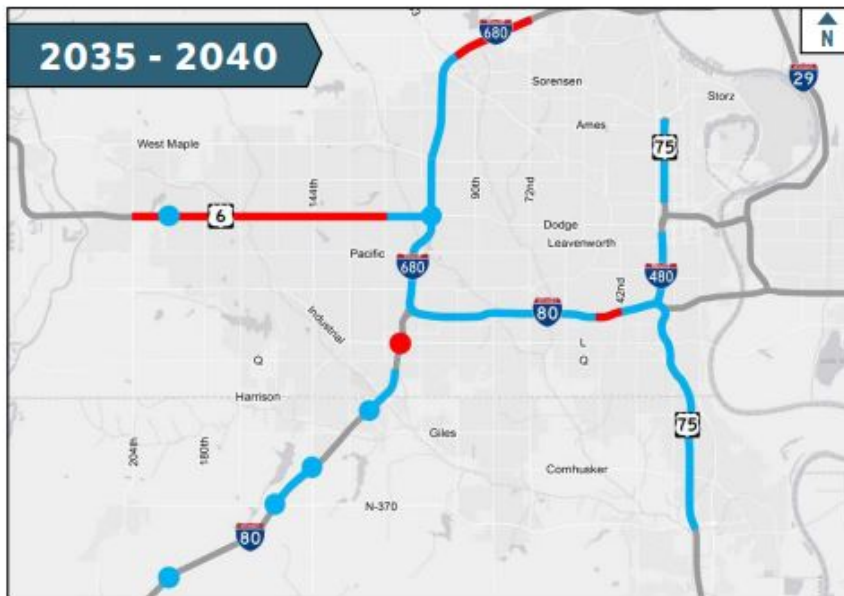 2035 - 2040
N
680
29
Sorensen
Storz
Ames
West Maple
75
144th
90th
72nd
6
Dodge
Leavenworth
Pacific
680
480
42nd
80
Industrial
L
Q
Q
Harrison
75
Giles
204th
180th
Cornhusker
N-370
80